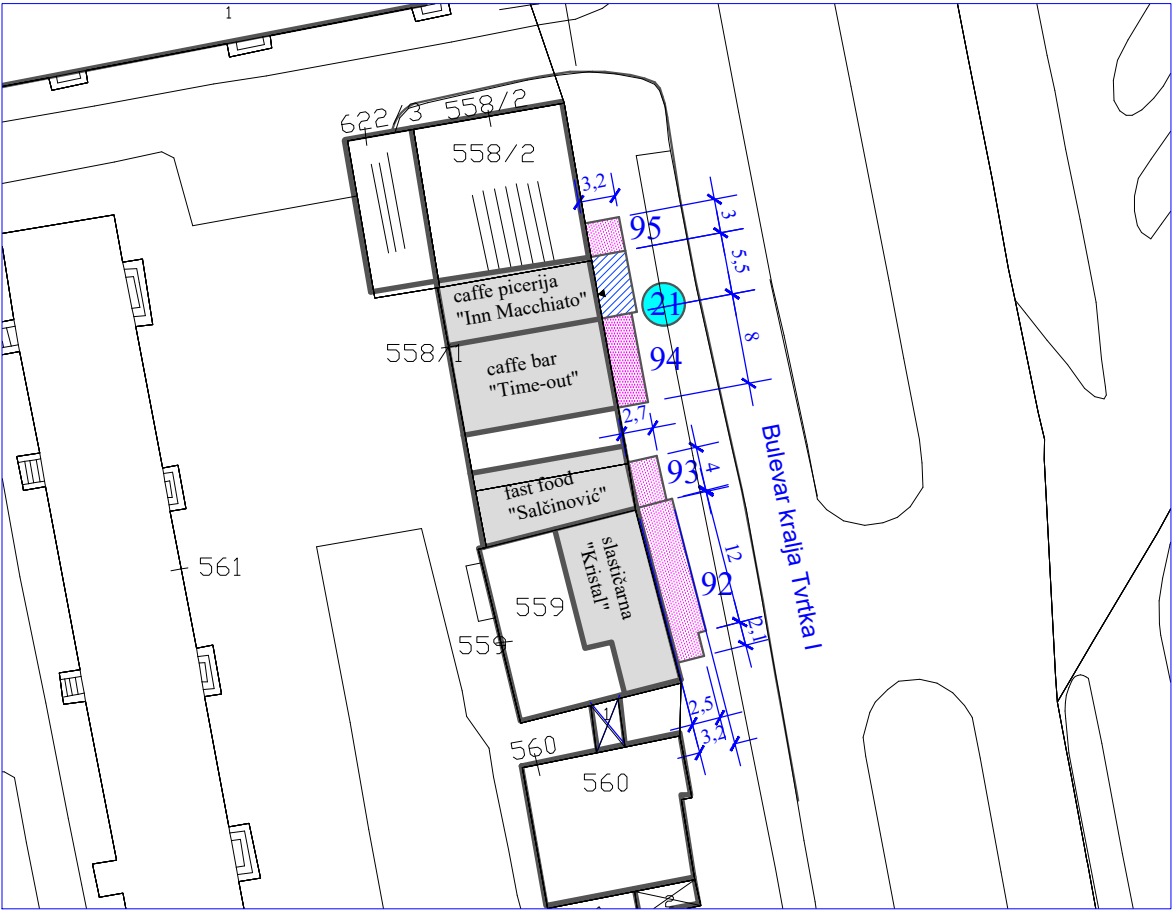 1
622/3
558/2
558/2
3,2
95
3
5,5
caffe picerija
"Inn Macchiato"
21
558/1
94
8
caffe bar
"Time-out"
2,7
93
4
fast food
"Salčinović"
Bulevar kralja Tvrtka I
12
561
slastičarna
"Kristal"
92
559
559
2,1
1
2,5
3,2
560
560